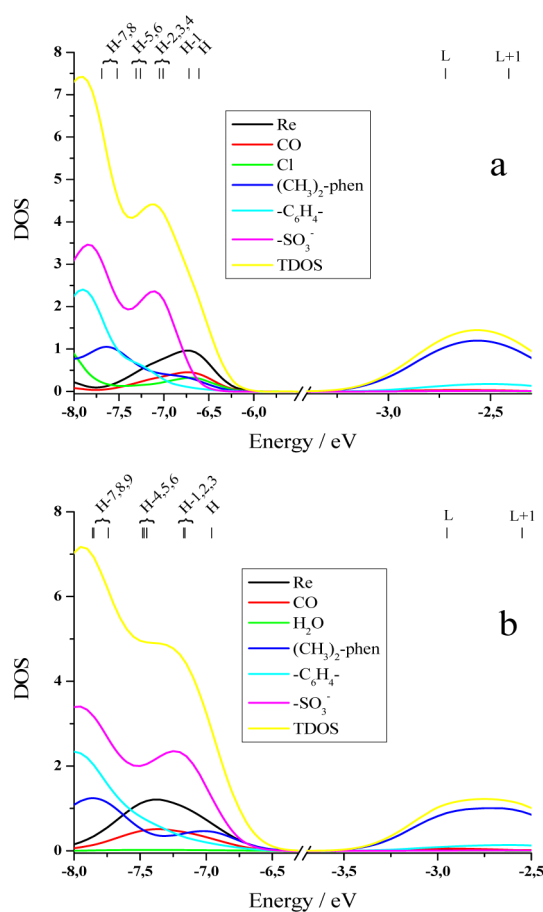 H-7,8
H-5,6
H-2,3,4
H-1
H
L
L+1
8
7
6
5
4
3
2
1
0
DOS
Re
CO
Cl
(CH₃)₂-phen
-C₆H₄-
-SO₃⁻
TDOS
a
-8,0 -7,5 -7,0 -6,5 -6,0 -3,0 -2,5
Energy / eV
H-7,8,9
H-4,5,6
H-1,2,3
H
L
L+1
8
6
4
2
0
DOS
Re
CO
H₂O
(CH₃)₂-phen
-C₆H₄-
-SO₃⁻
TDOS
b
-8,0 -7,5 -7,0 -3,5 -3,0 -2,5
Energy / eV